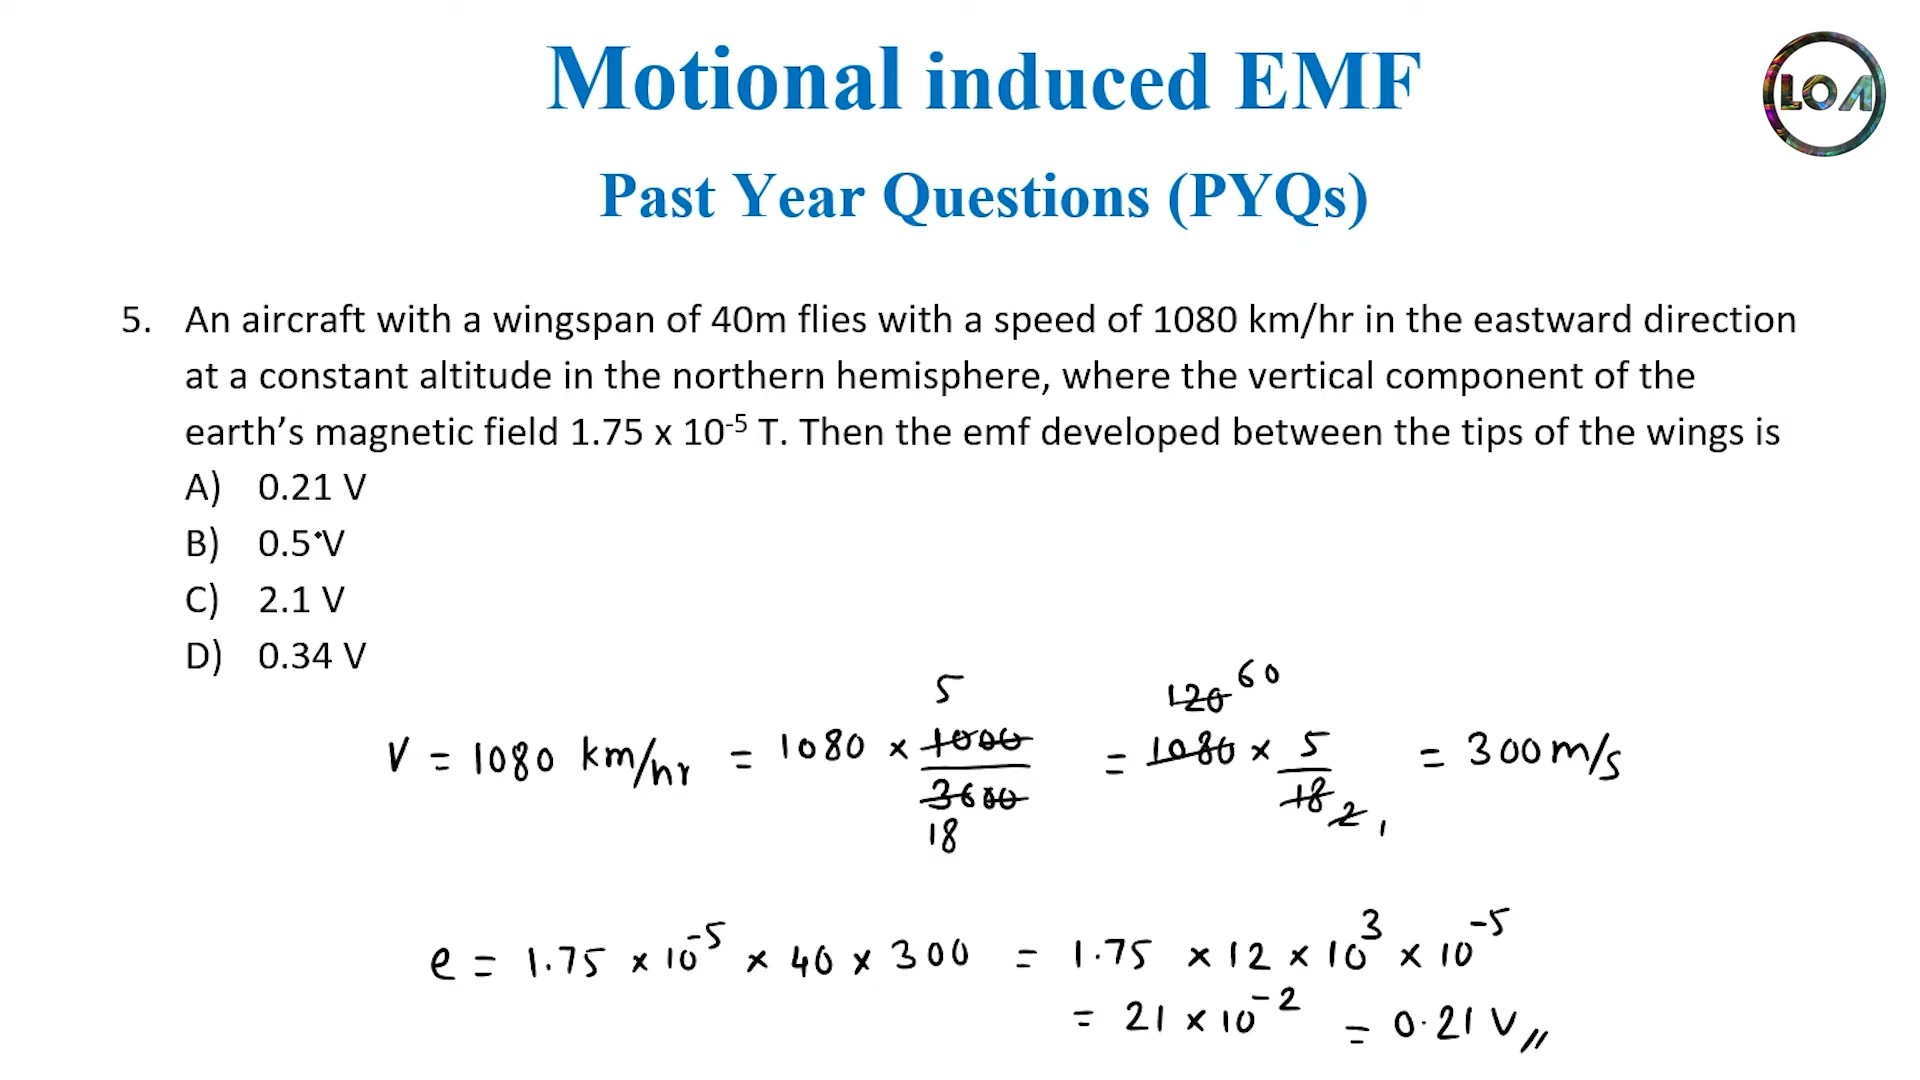 Motional induced EMF
LOA
Past Year Questions (PYQs)
5. An aircraft with a wingspan of 40m flies with a speed of 1080 km/hr in the eastward direction
at a constant altitude in the northern hemisphere, where the vertical component of the
earth’s magnetic field 1.75 x 10⁻⁵ T. Then the emf developed between the tips of the wings is
A) 0.21 V
B) 0.5 V
C) 2.1 V
D) 0.34 V
5 120 60
V = 1080 km/hr = 1080 × 1000/3600 = 1080 × 5/18 = 300 m/s
18 2 1
e = 1.75 × 10⁻⁵ × 40 × 300 = 1.75 × 12 × 10³ × 10⁻⁵
= 21 × 10⁻² = 0.21 V //